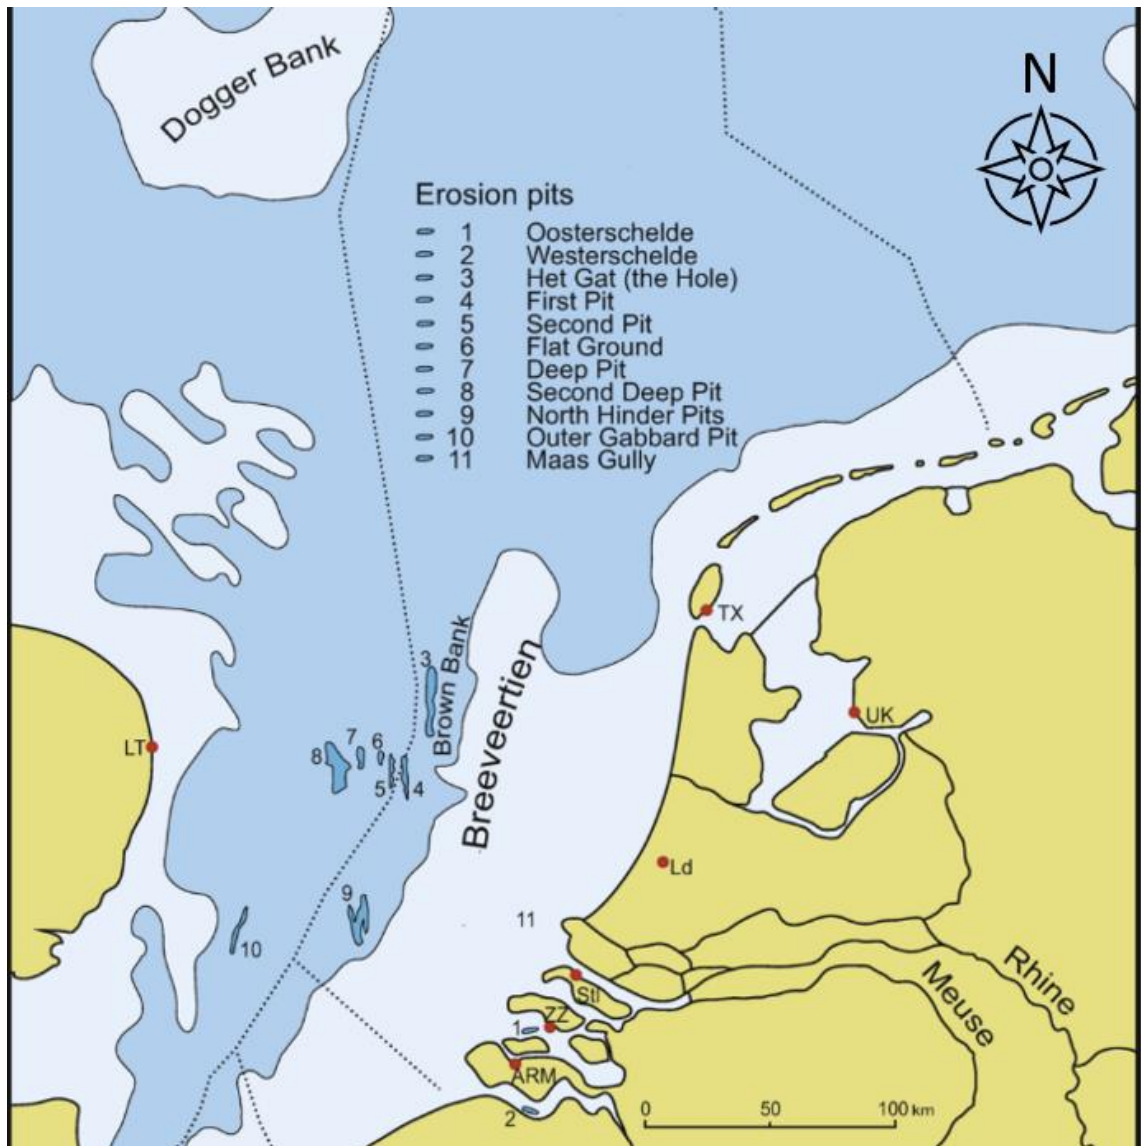 Dogger Bank
N
Erosion pits
1 Oosterschelde
2 Westerschelde
3 Het Gat (the Hole)
4 First Pit
5 Second Pit
6 Flat Ground
7 Deep Pit
8 Second Deep Pit
9 North Hinder Pits
10 Outer Gabbard Pit
11 Maas Gully
TX
3
Brown Bank
Breeveertien
UK
LT
8
7
6
5
4
Ld
9
10
11
Rhine
Meuse
Stl
ZZ
1
ARM
2
0 50 100 km